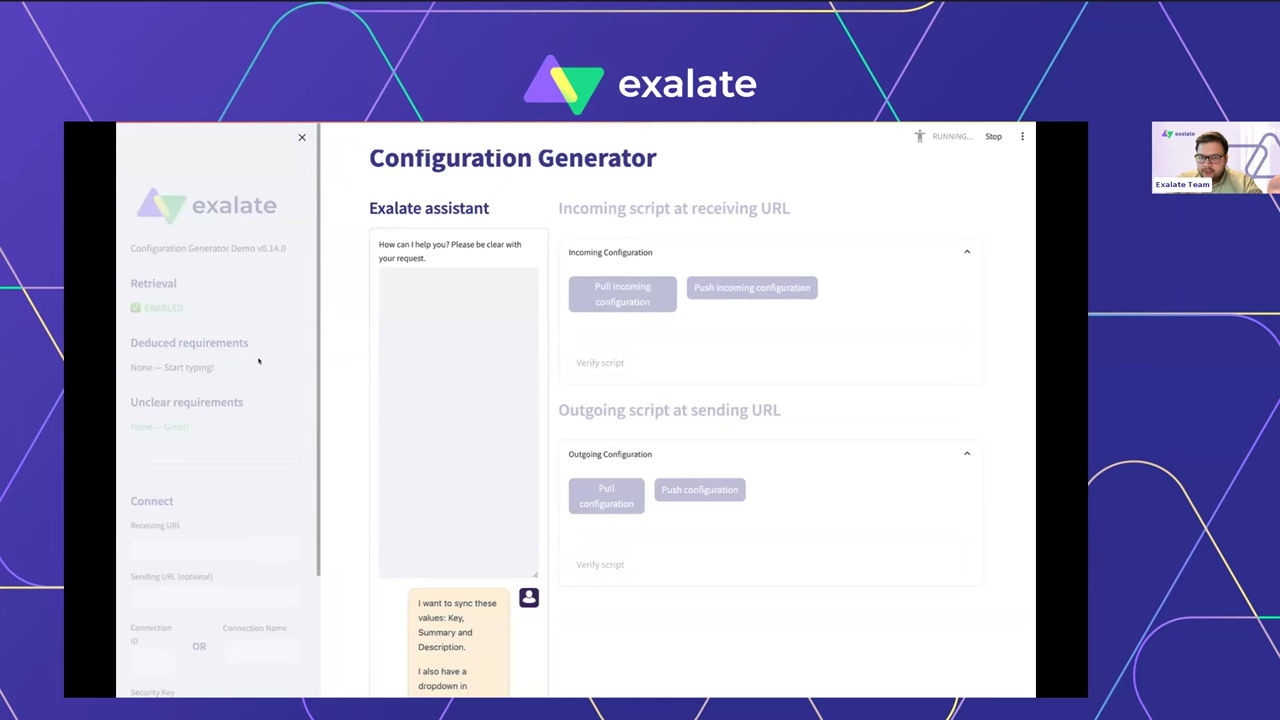 exalate
exalate
Exalate Team
RUNNING...
Stop
exalate
Configuration Generator Demo v0.14.0
Retrieval
ENABLED
Deduced requirements
None — Start typing!
Unclear requirements
None — Great!
Connect
Receiving URL
Sending URL (optional)
Connection
ID
OR
Connection Name
Security Key
Configuration Generator
Exalate assistant
How can I help you? Please be clear with
your request.
I want to sync these
values: Key,
Summary and
Description.
I also have a
dropdown in
Incoming script at receiving URL
Incoming Configuration
Pull incoming
configuration
Push incoming configuration
Verify script
Outgoing script at sending URL
Outgoing Configuration
Pull
configuration
Push configuration
Verify script